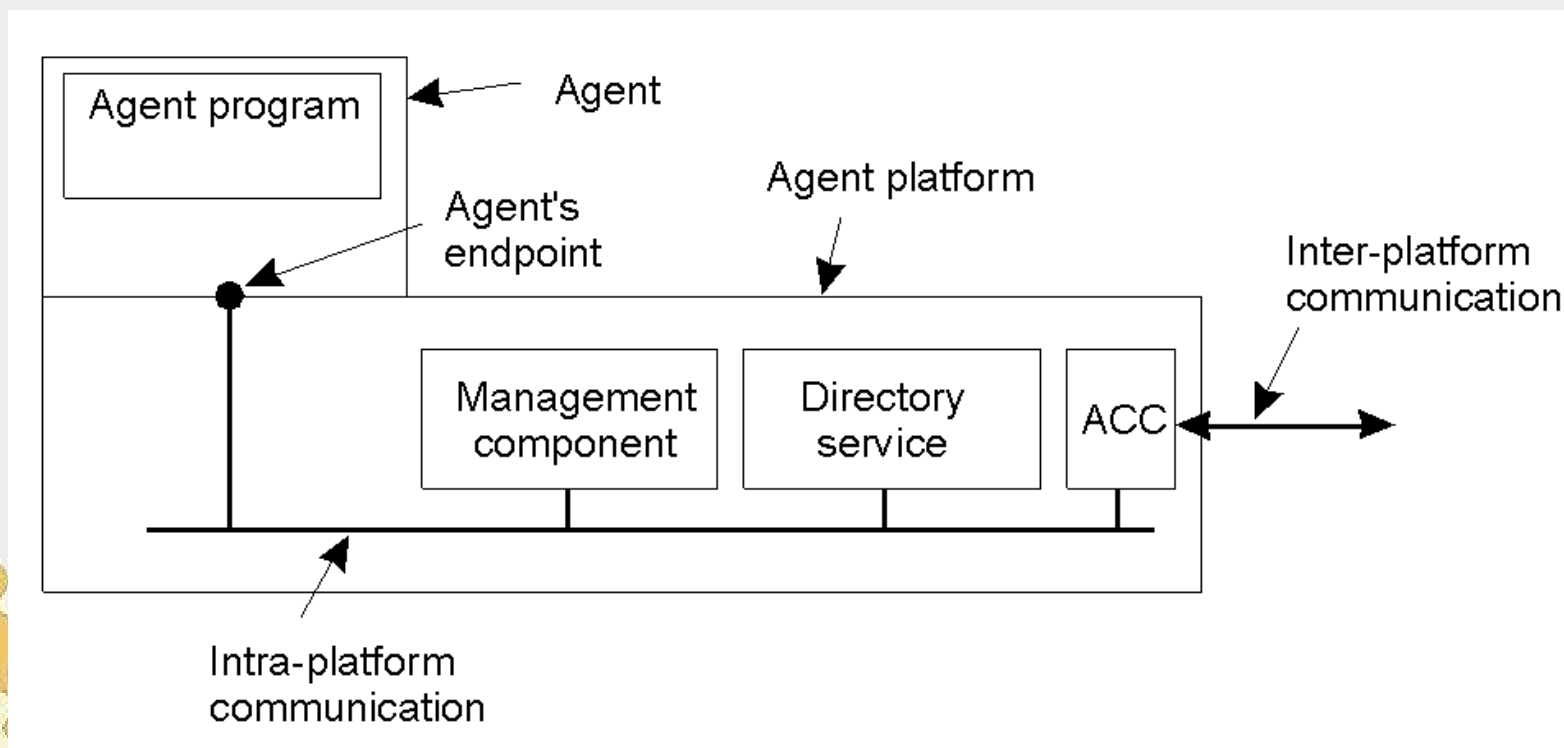 Agent program
Agent
Agent's
endpoint
Agent platform
Inter-platform
communication
Management
component
Directory
service
ACC
Intra-platform
communication